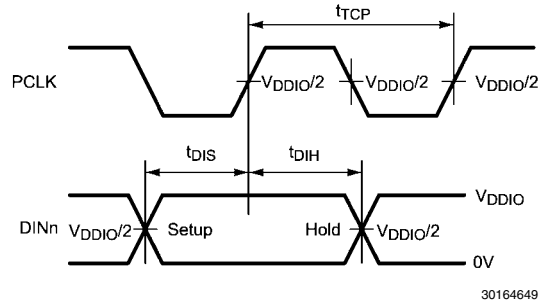 tTCP
PCLK
VDDIO/2 VDDIO/2 VDDIO/2
tDIS tDIH
VDDIO
DINn VDDIO/2 Setup Hold VDDIO/2
0V
30164649